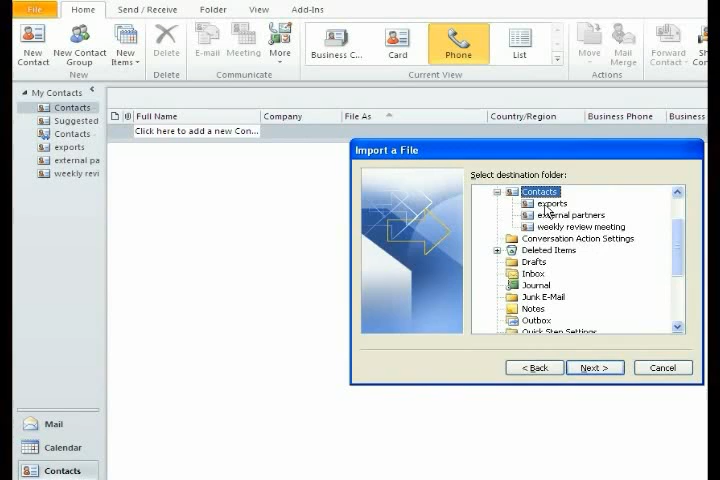 File Home Send / Receive Folder View Add-Ins
New Contact
New Contact Group
New Items
Delete
E-mail
Meeting
More
Business C...
Card
Phone
List
Move
Mail Merge
Forward Contact
New Delete Communicate Current View Actions
My Contacts
Contacts
Suggested
Contacts -
exports
external pa
weekly revi
Full Name Company File As Country/Region Business Phone Business
Click here to add a new Con...
Import a File
Select destination folder:
Contacts
exports
external partners
weekly review meeting
Conversation Action Settings
Deleted Items
Drafts
Inbox
Journal
Junk E-Mail
Notes
Outbox
Quick Step Settings
< Back Next > Cancel
Mail
Calendar
Contacts